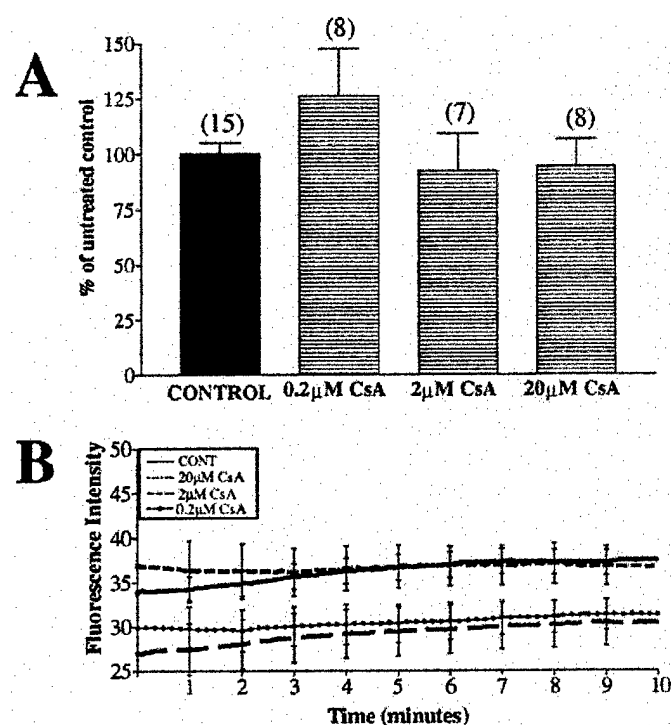 A
% of untreated control
150
125
100
75
50
25
0
(15)
(8)
(7)
(8)
CONTROL 0.2µM CsA 2µM CsA 20µM CsA
B
Fluorescence Intensity
50
45
40
35
30
25
CONT
20µM CsA
2µM CsA
0.2µM CsA
1 2 3 4 5 6 7 8 9 10
Time (minutes)